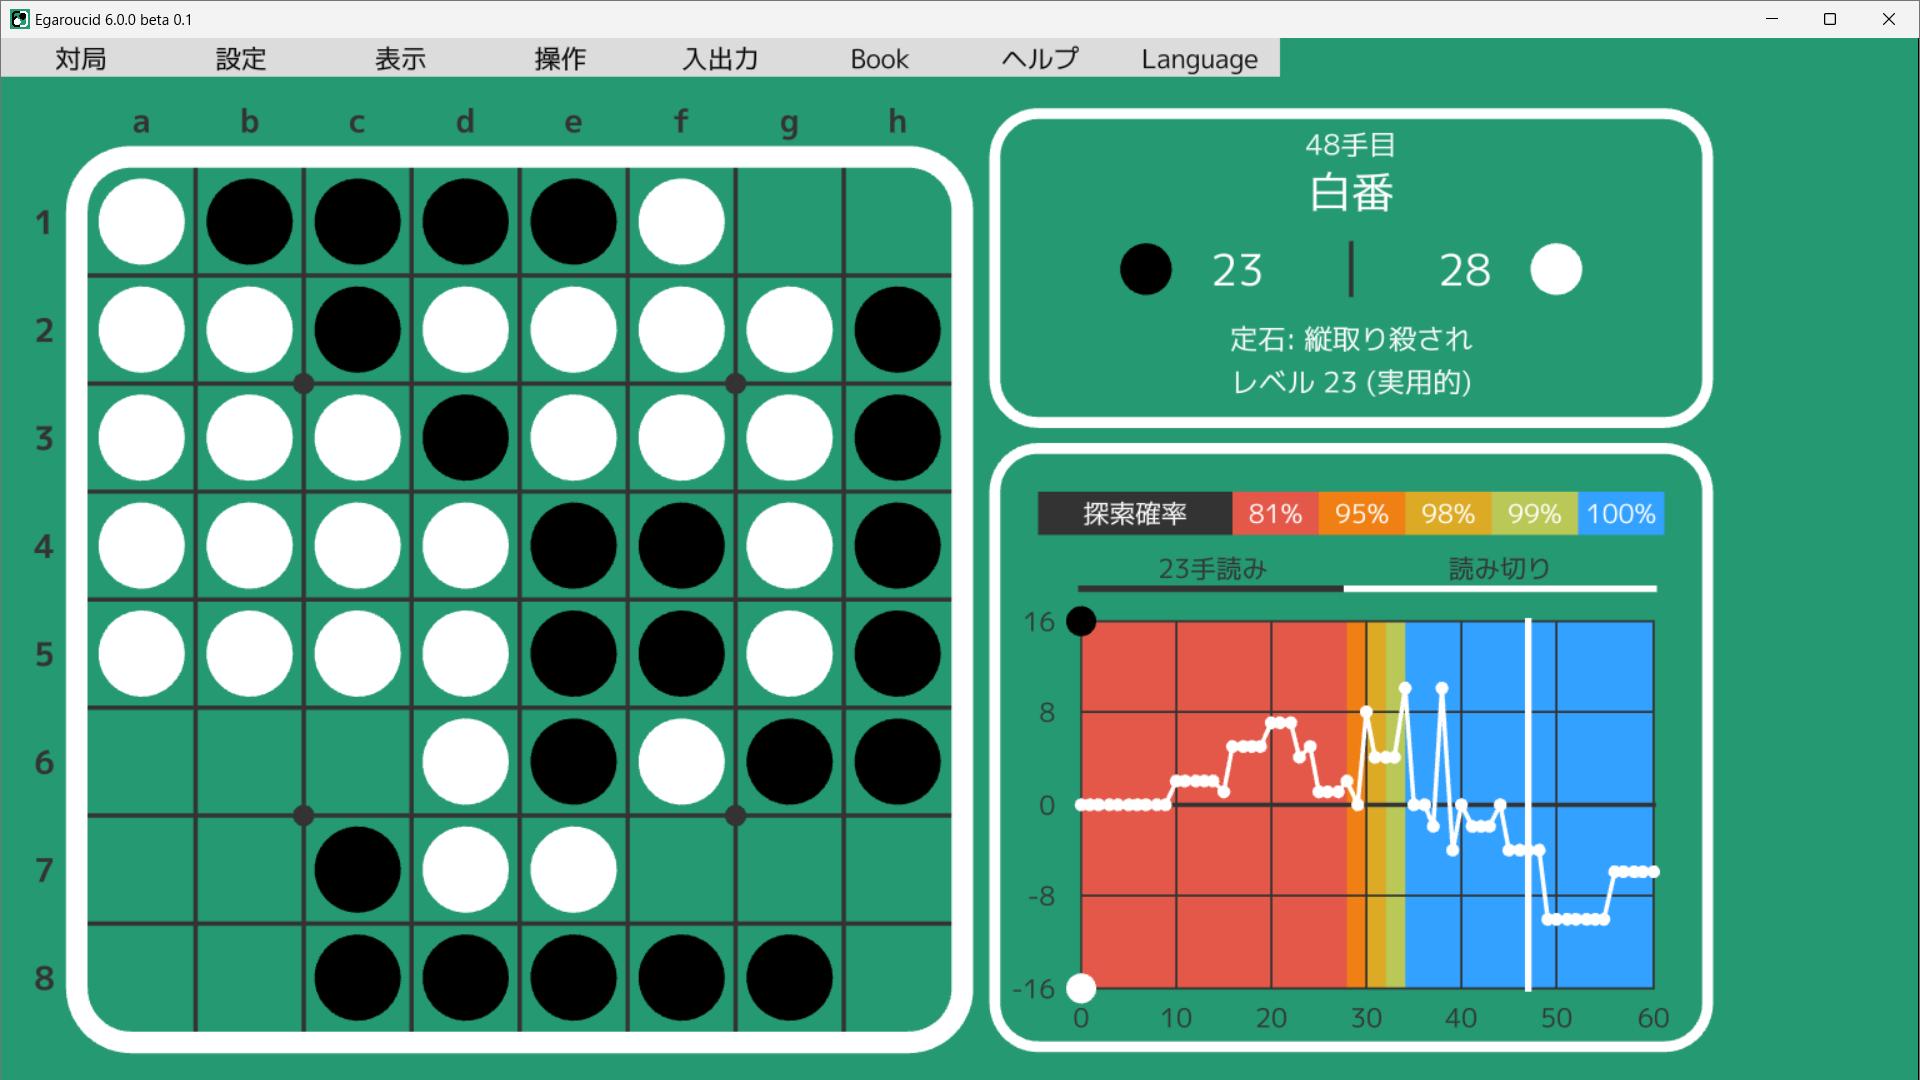 Egaroucid 6.0.0 beta 0.1
対局 設定 表示 操作 入出力 Book ヘルプ Language
a b c d e f g h
1
2
3
4
5
6
7
8
48手目
白番
23 28
定石: 縦取り殺され
レベル 23 (実用的)
探索確率 81% 95% 98% 99% 100%
23手読み 読み切り
16
8
0
-8
-16
0 10 20 30 40 50 60